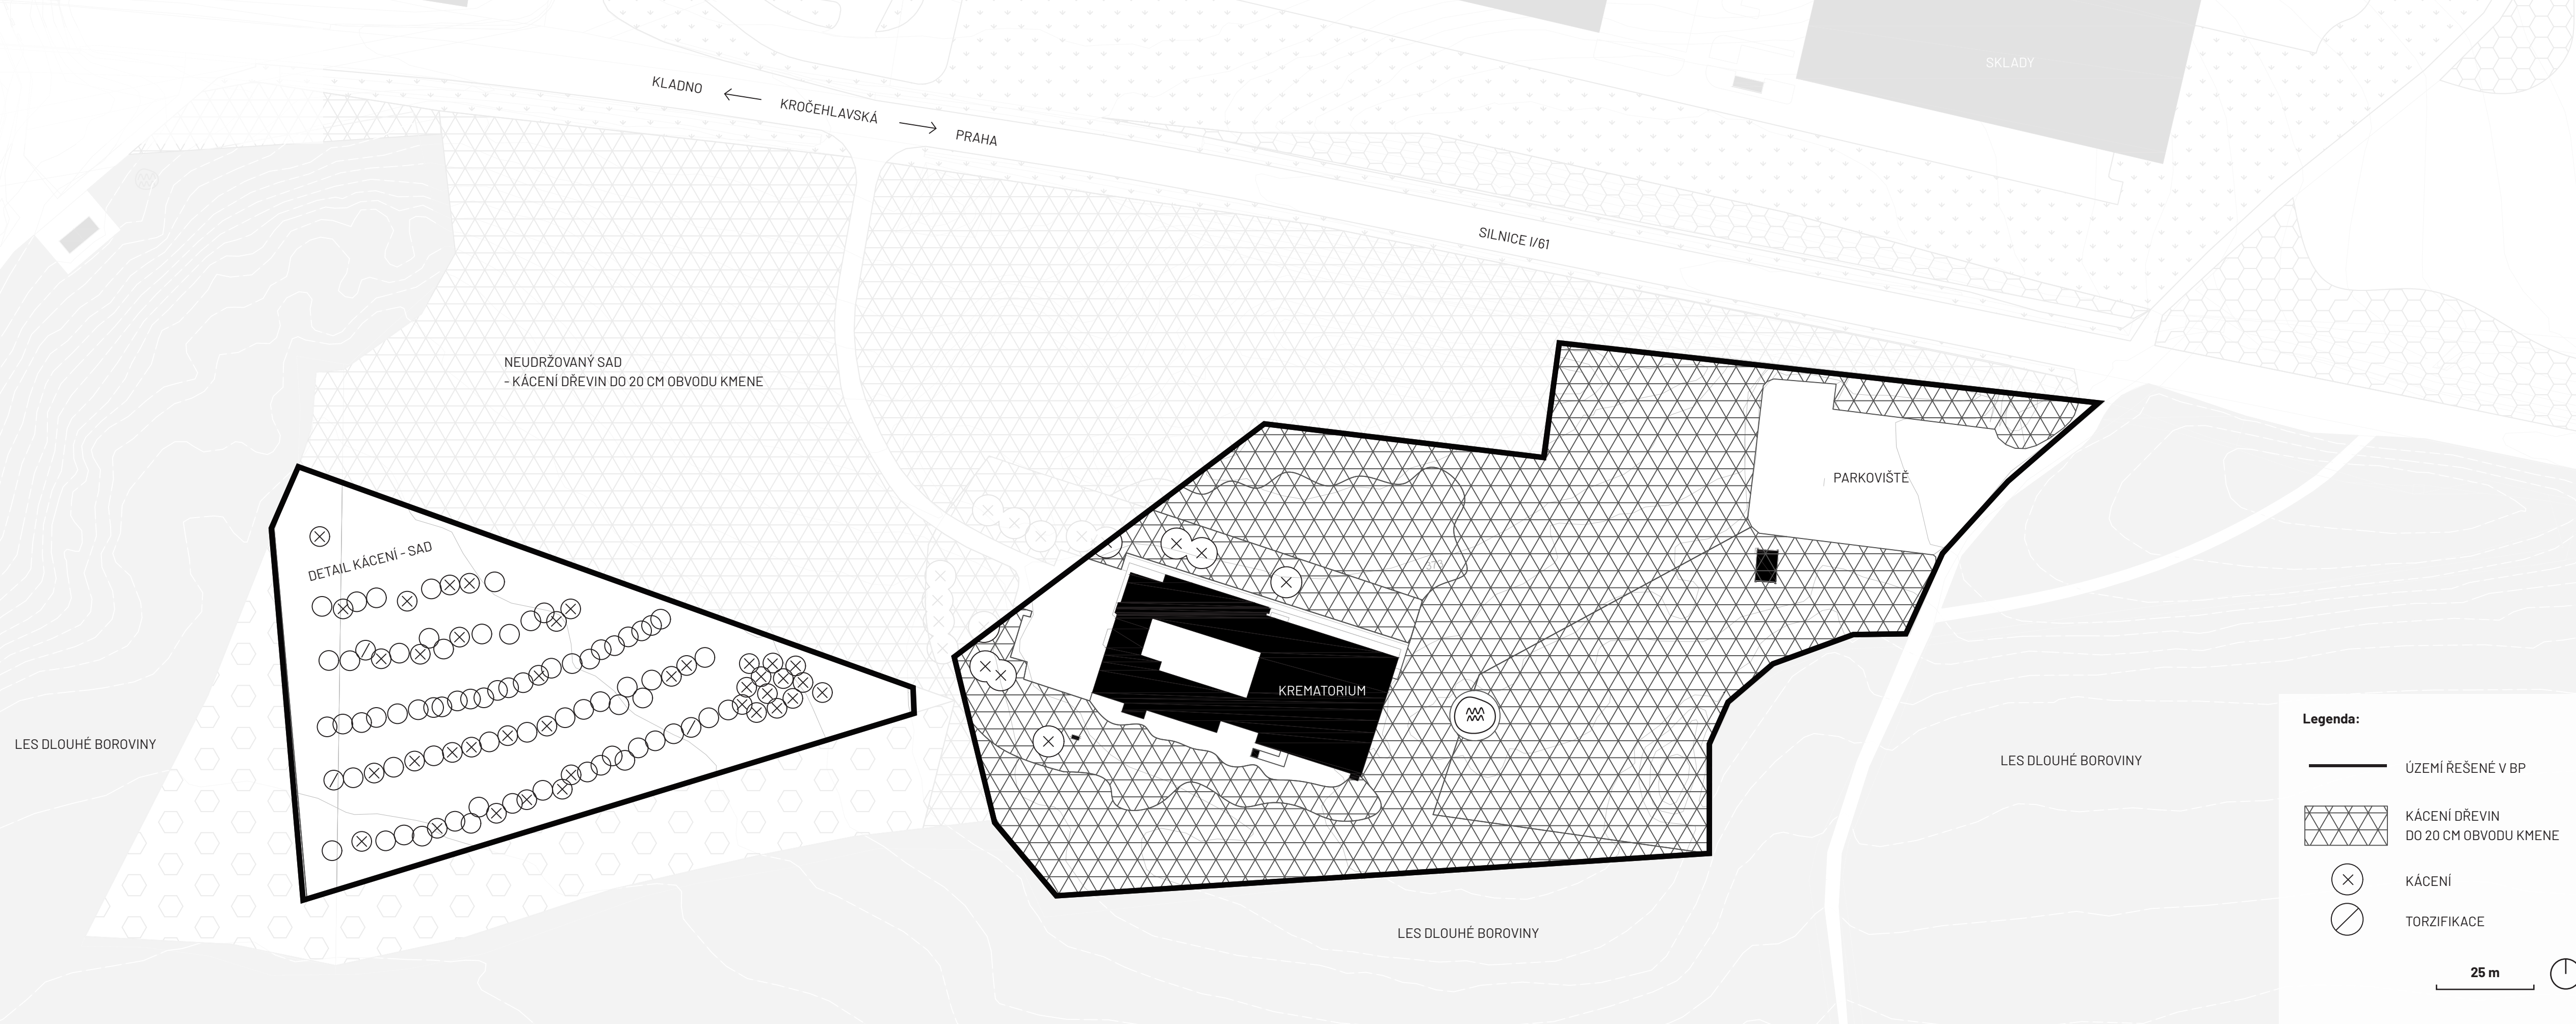 SKLADY
KLADNO
KROČEHLAVSKÁ
PRAHA
SILNICE I/61
NEUDRŽOVANÝ SAD
- KÁCENÍ DŘEVIN DO 20 CM OBVODU KMENE
PARKOVIŠTĚ
DETAIL KÁCENÍ - SAD
KREMATORIUM
LES DLOUHÉ BOROVINY
LES DLOUHÉ BOROVINY
LES DLOUHÉ BOROVINY
Legenda:
ÚZEMÍ ŘEŠENÉ V BP
KÁCENÍ DŘEVIN
DO 20 CM OBVODU KMENE
KÁCENÍ
TORZIFIKACE
25 m